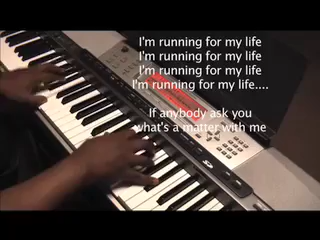 I'm running for my life
I'm running for my life
I'm running for my life
I'm running for my life....
If anybody ask you
what's a matter with me